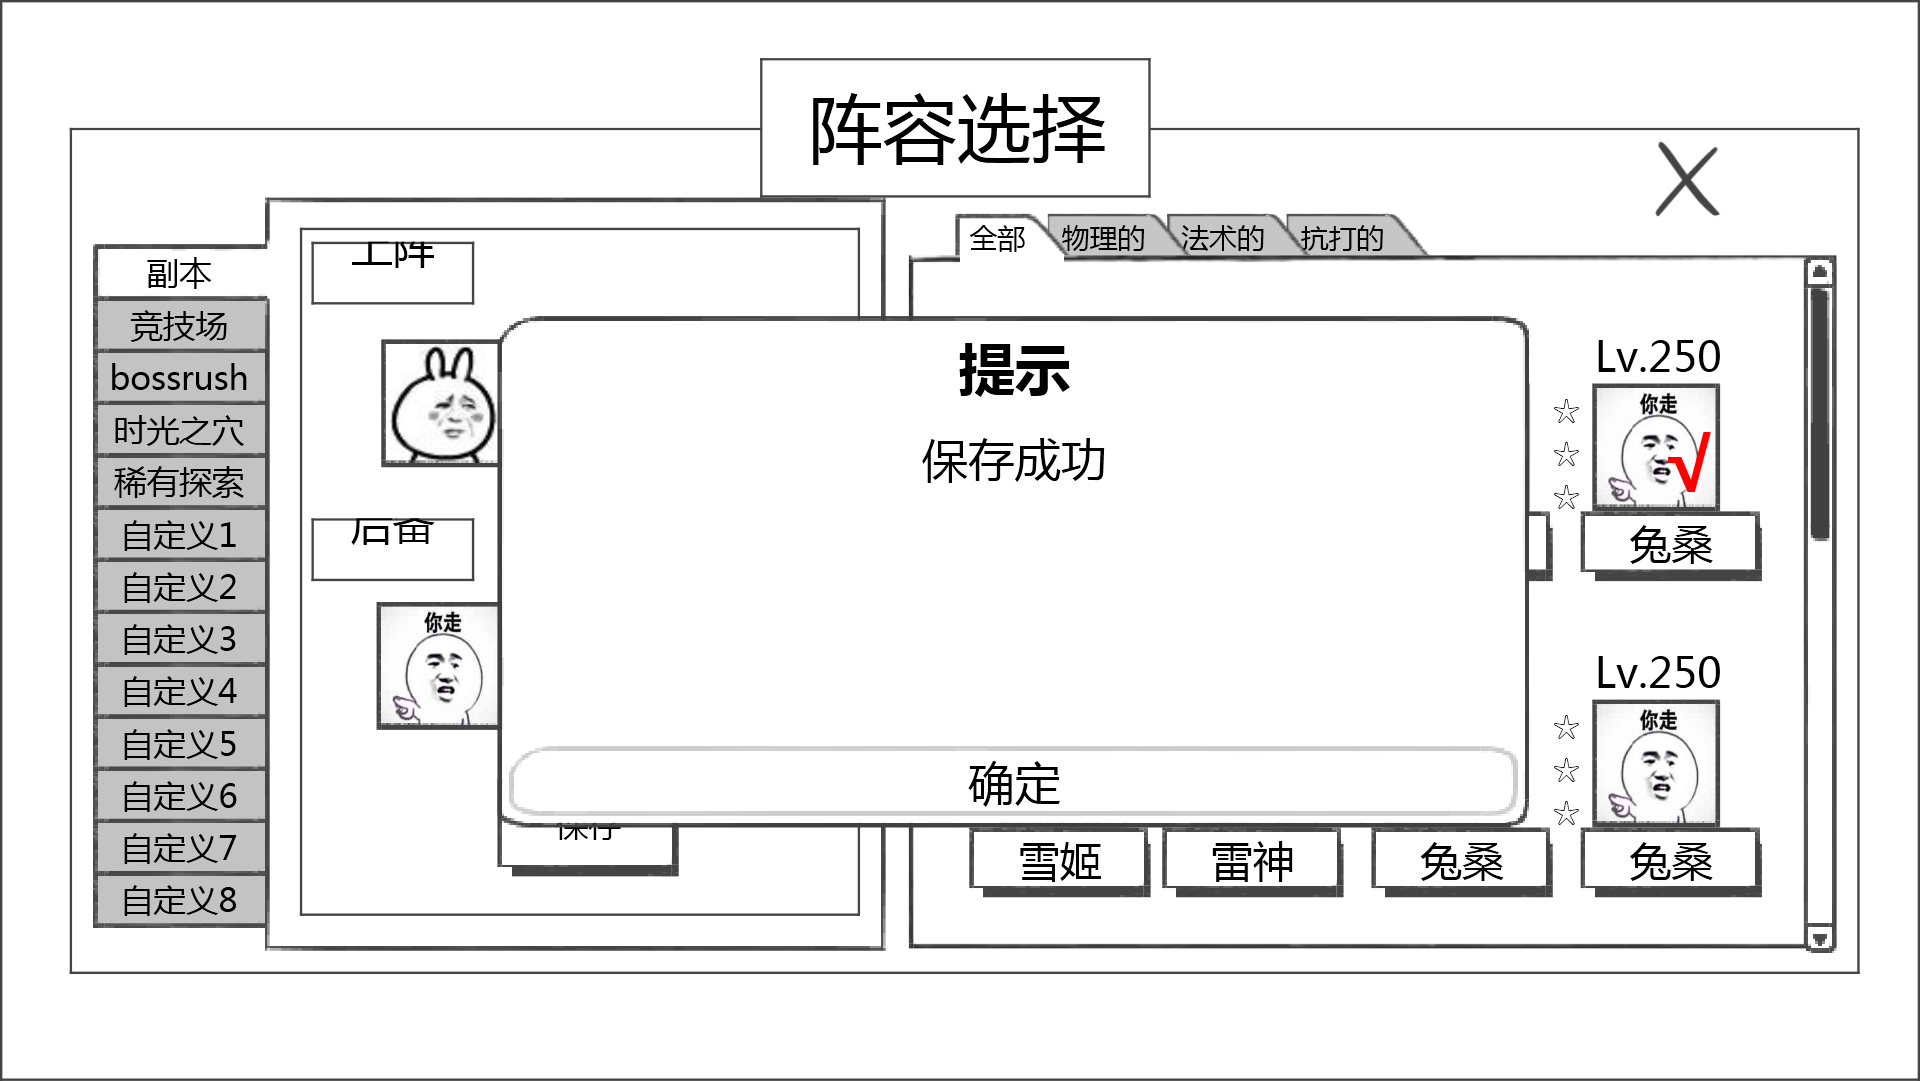 阵容选择
全部
物理的
法术的
抗打的
副本
竞技场
bossrush
时光之穴
稀有探索
自定义1
自定义2
自定义3
自定义4
自定义5
自定义6
自定义7
自定义8
上阵
后备
你走
保存
提示
保存成功
确定
Lv.250
你走
√
兔桑
Lv.250
你走
雪姬
雷神
兔桑
兔桑